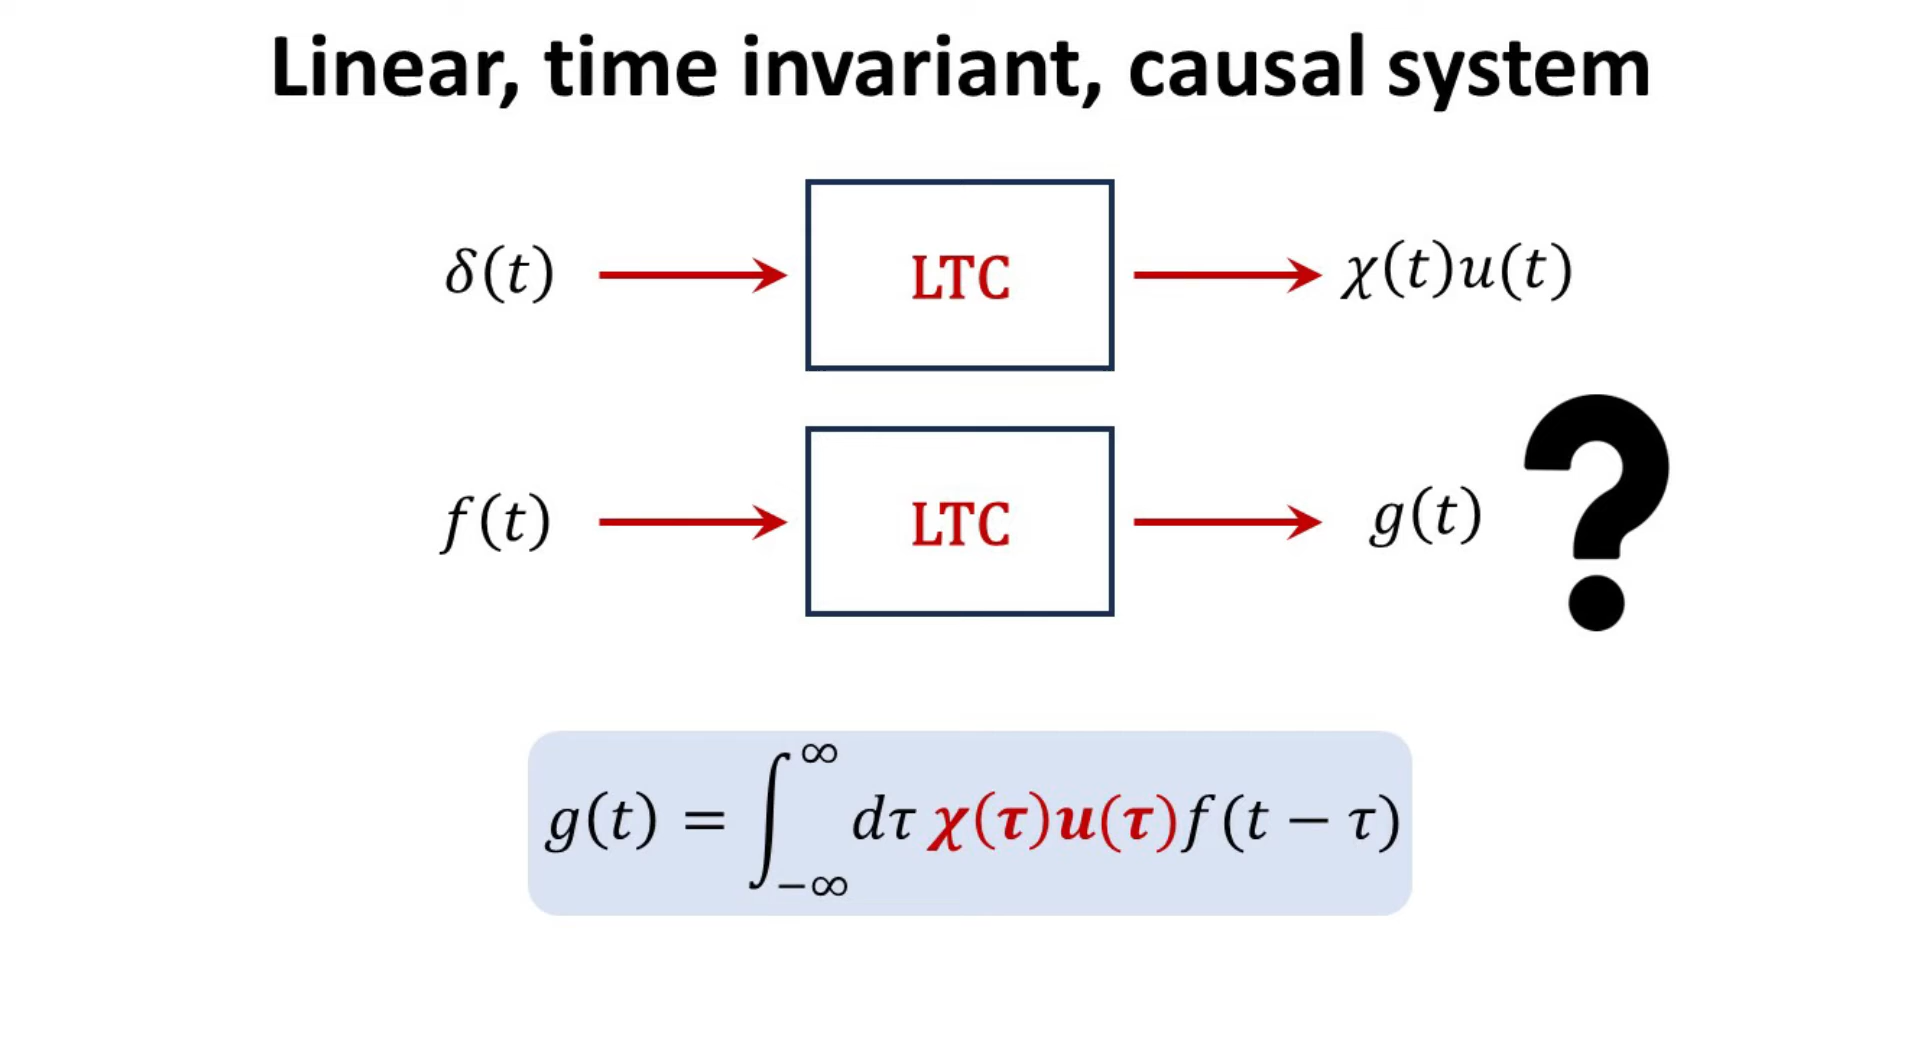 Linear, time invariant, causal system
δ(t) LTC χ(t)u(t)
f(t) LTC g(t) ?
g(t) = ∫_{-∞}^{∞} dτ χ(τ)u(τ)f(t − τ)